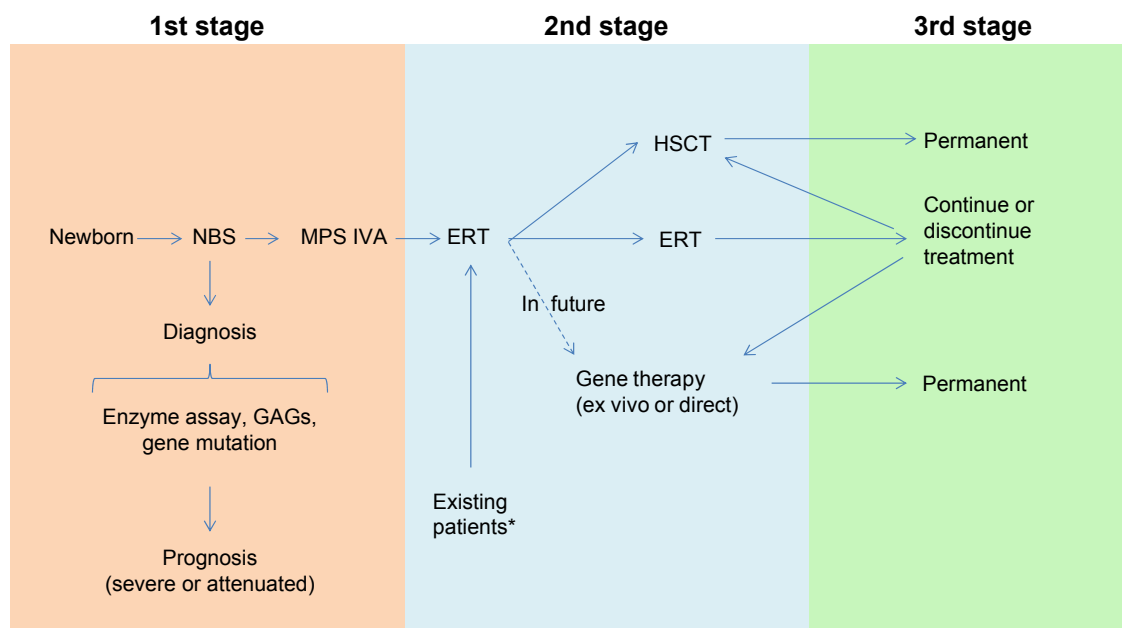 1st stage
2nd stage
3rd stage
HSCT
Permanent
Newborn
NBS
MPS IVA
ERT
ERT
Continue or
discontinue
treatment
In future
Diagnosis
Gene therapy
(ex vivo or direct)
Permanent
Enzyme assay, GAGs,
gene mutation
Existing
patients*
Prognosis
(severe or attenuated)